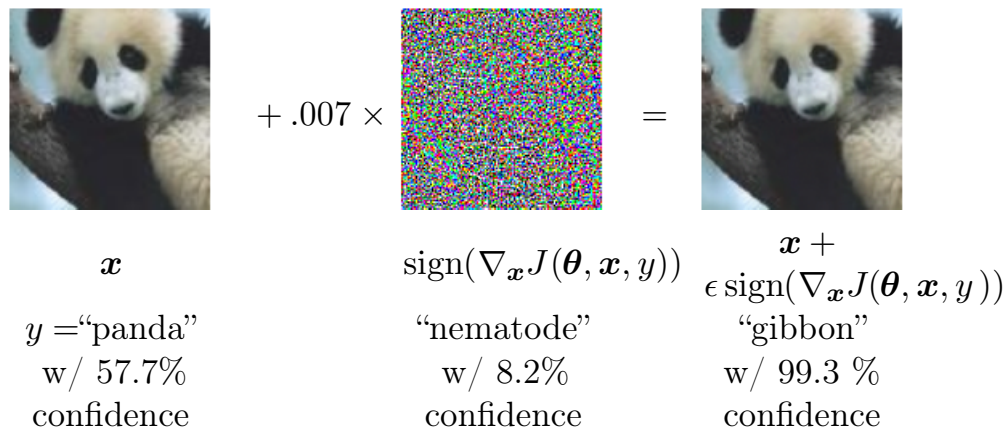 + .007 × =
x
sign(∇ₓJ(θ, x, y))
x +
ϵ sign(∇ₓJ(θ, x, y))
y =“panda”
w/ 57.7%
confidence
“nematode”
w/ 8.2%
confidence
“gibbon”
w/ 99.3 %
confidence